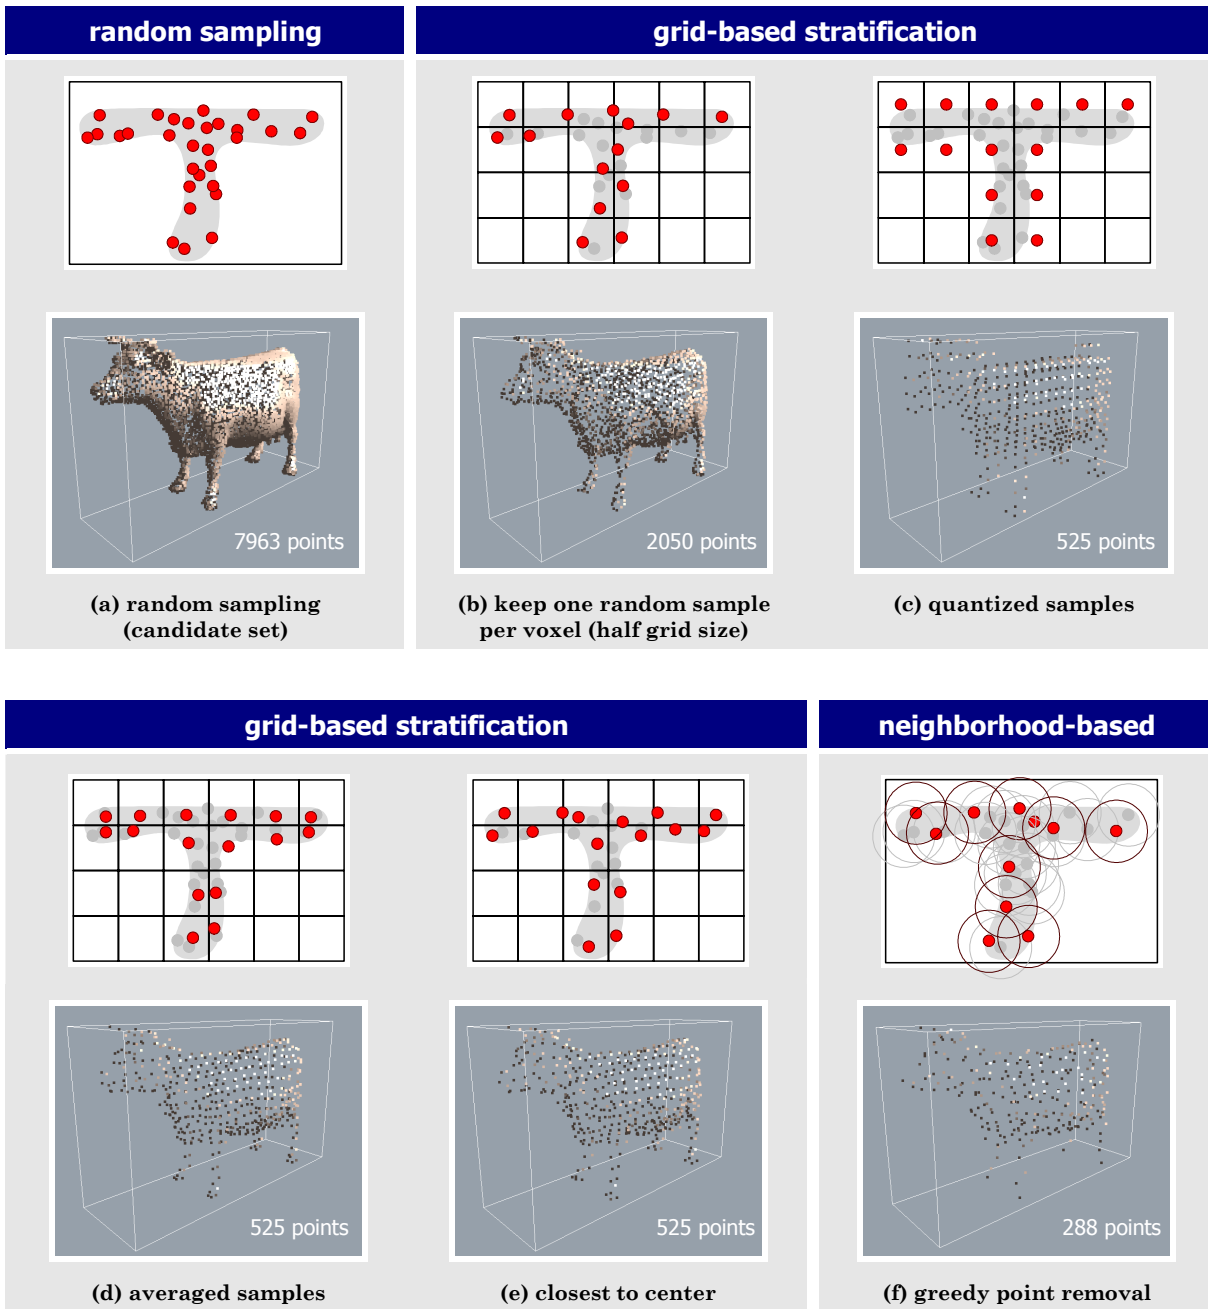 random sampling
grid-based stratification
7963 points
2050 points
525 points
(a) random sampling
(candidate set)
(b) keep one random sample
per voxel (half grid size)
(c) quantized samples
grid-based stratification
neighborhood-based
525 points
525 points
288 points
(d) averaged samples
(e) closest to center
(f) greedy point removal